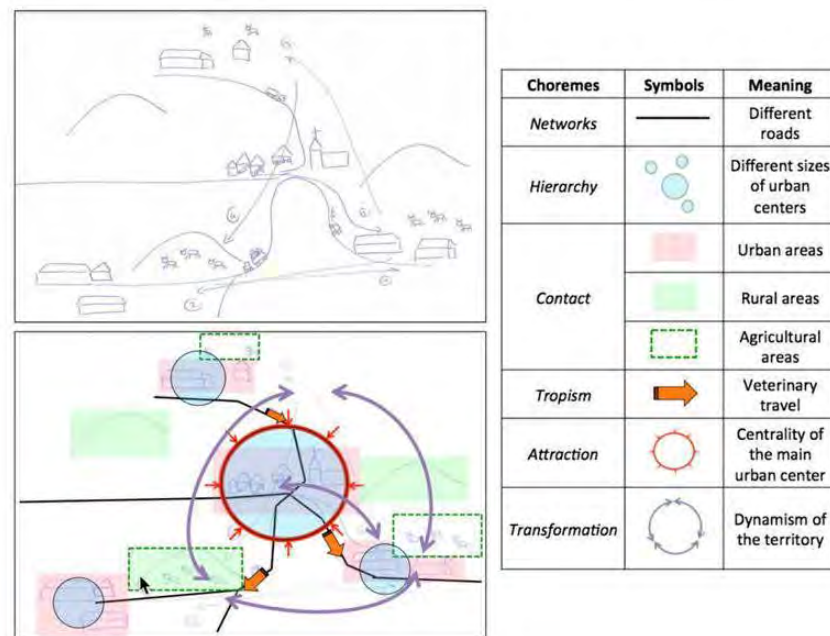 Choremes Symbols Meaning
Networks
Different
roads
Hierarchy
Different sizes
of urban
centers
Contact
Urban areas
Rural areas
Agricultural
areas
Tropism
Veterinary
travel
Attraction
Centrality of
the main
urban center
Transformation
Dynamism of
the territory